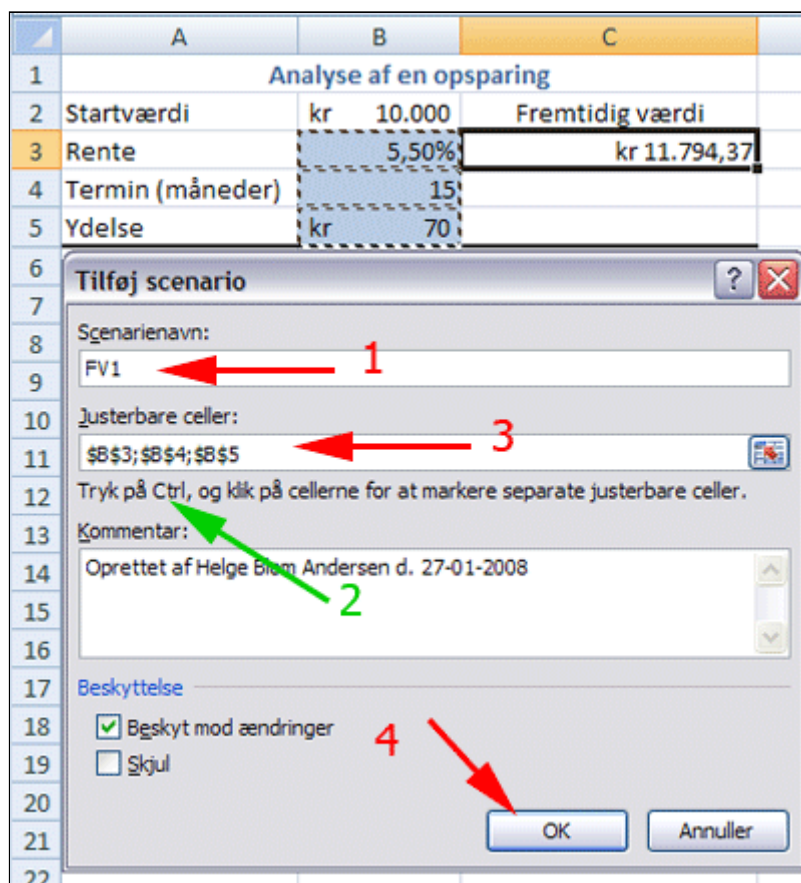 A B C
1 Analyse af en opsparing
2 Startværdi kr 10.000 Fremtidig værdi
3 Rente 5,50% kr 11.794,37
4 Termin (måneder) 15
5 Ydelse kr 70
6
Tilføj scenario ?
7
8 Scenarienavn:
9 FV1 1
10 Justerbare celler:
11 $B$3;$B$4;$B$5 3
12 Tryk på Ctrl, og klik på cellerne for at markere separate justerbare celler.
13 Kommentar:
14 Oprettet af Helge Andersen d. 27-01-2008
15 2
16
17 Beskyttelse
18 Beskyt mod ændringer 4
19 Skjul
20
21 OK Annuller
22